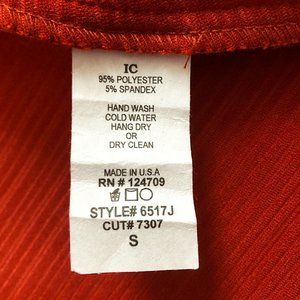 IC
95% POLYESTER
5% SPANDEX
HAND WASH
COLD WATER
HANG DRY
OR
DRY CLEAN
MADE IN U.S.A
RN # 124709
STYLE# 6517J
CUT# 7307
S